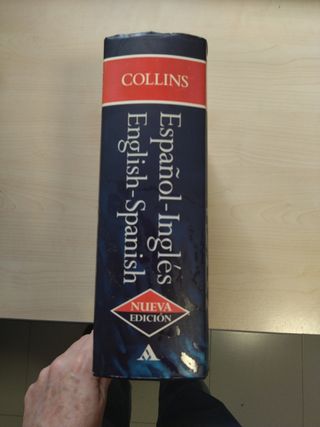 COLLINS
Español-Inglés
English-Spanish
NUEVA
EDICIÓN